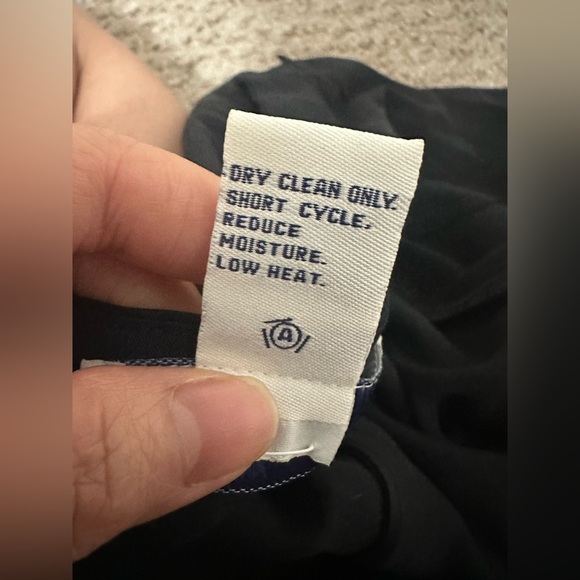 DRY CLEAN ONLY.
SHORT CYCLE,
REDUCE
MOISTURE.
LOW HEAT.
A